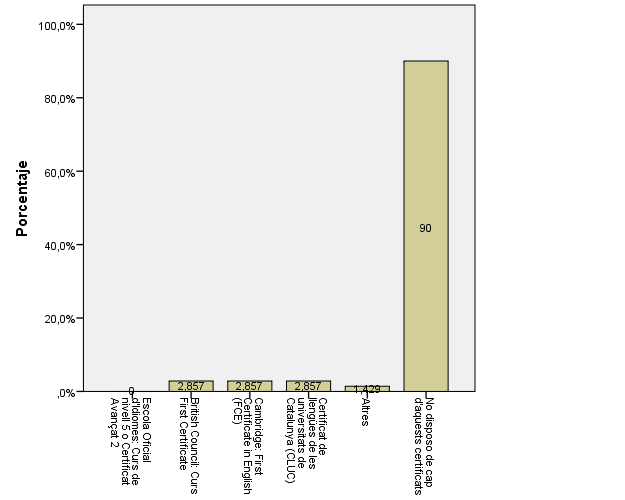 Porcentaje
100,0%
80,0%
60,0%
40,0%
20,0%
,0%
0
2,857
2,857
2,857
1,429
90
Escola Oficial
d'Idiomes: Curs de
nivell 5 o Certificat
Avançat 2
British Council: Curs
First Certificate
Cambridge: First
Certificate in English
(FCE)
Certificat de
llengües de les
universitats de
Catalunya (CLUC)
Altres
No disposo de cap
d'aquests certificats